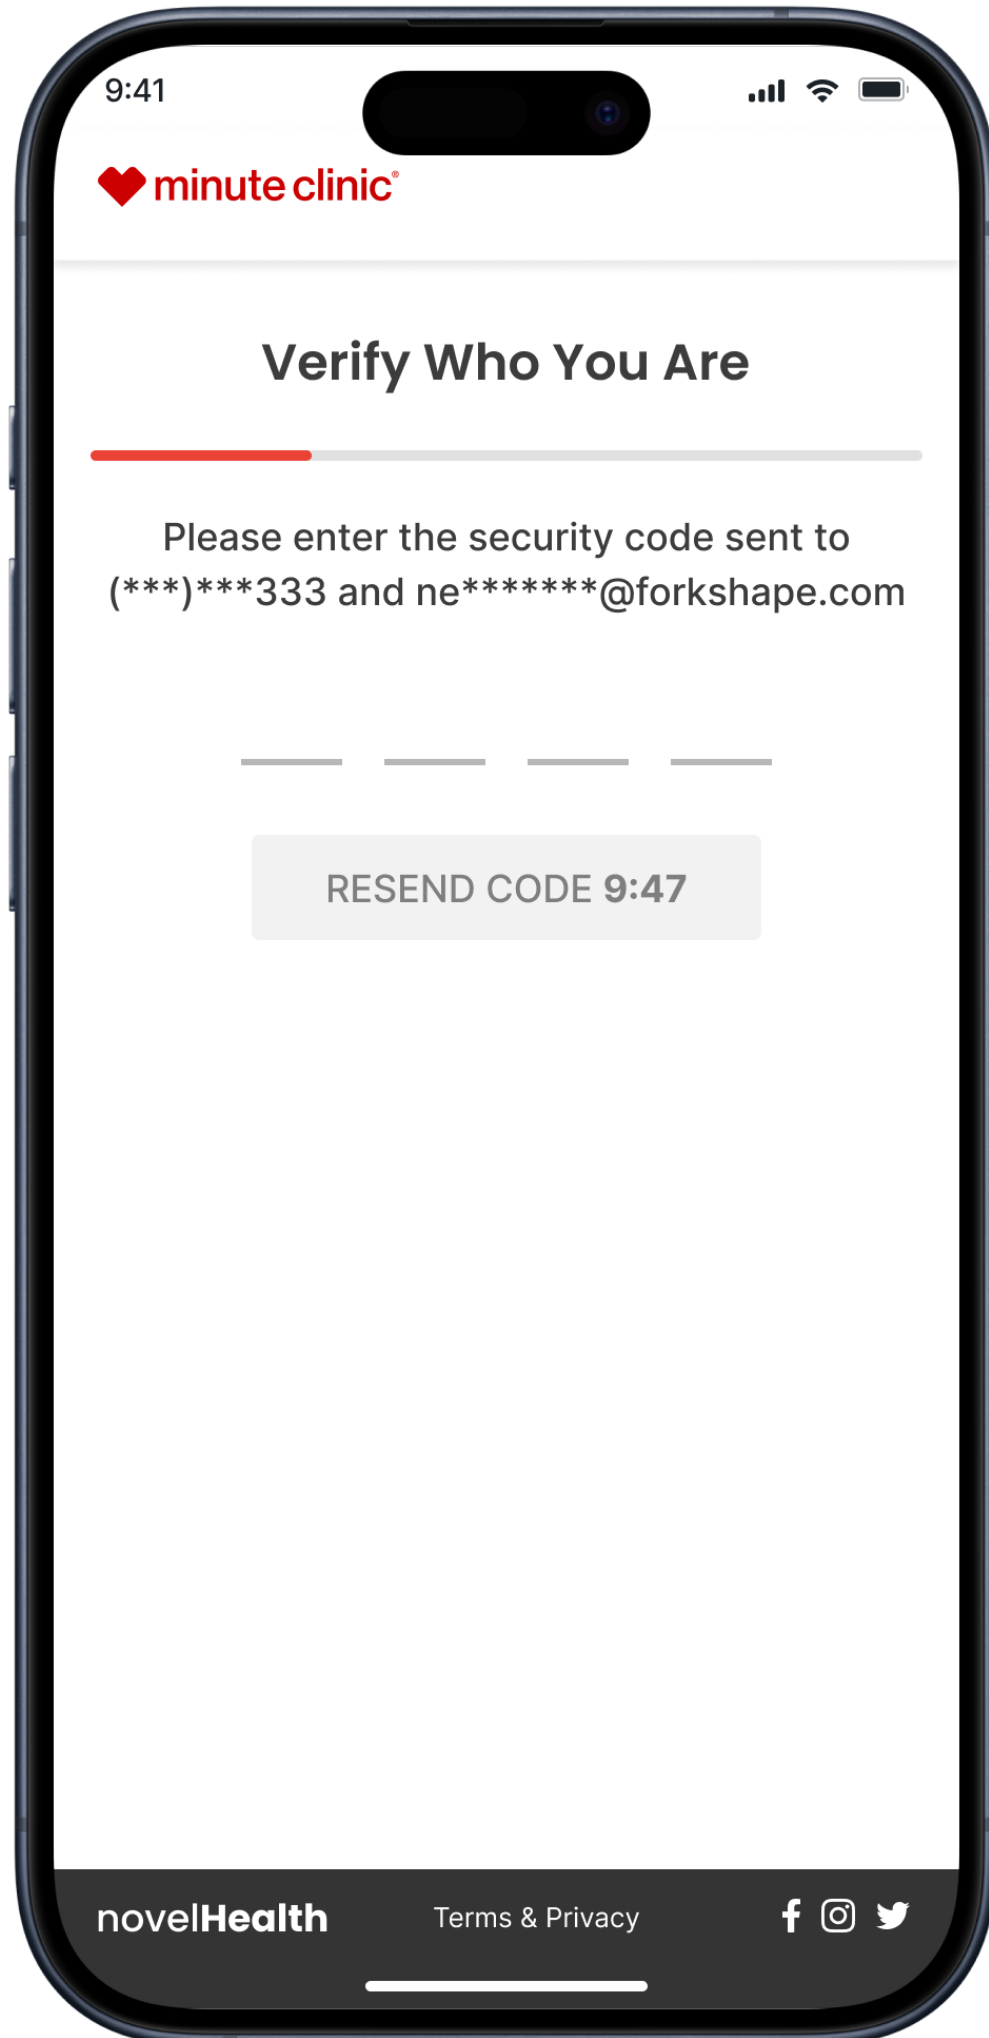 9:41
minute clinic®
Verify Who You Are
Please enter the security code sent to
(***)***333 and ne*******@forkshape.com
RESEND CODE 9:47
novelHealth
Terms & Privacy